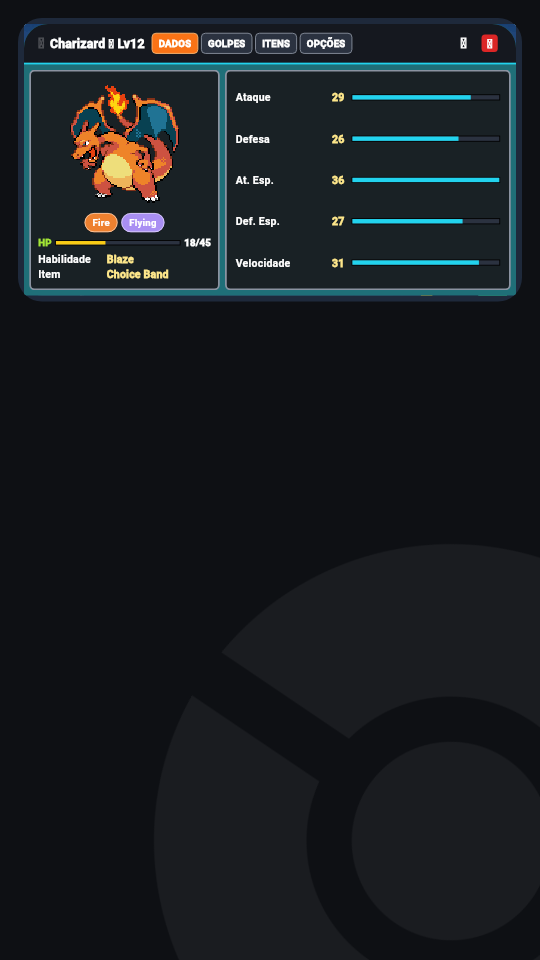 Charizard Lv12 DADOS GOLPES ITENS OPÇÕES
Fire Flying
HP 18/45
Habilidade Blaze
Item Choice Band
Ataque 29
Defesa 26
At. Esp. 36
Def. Esp. 27
Velocidade 31